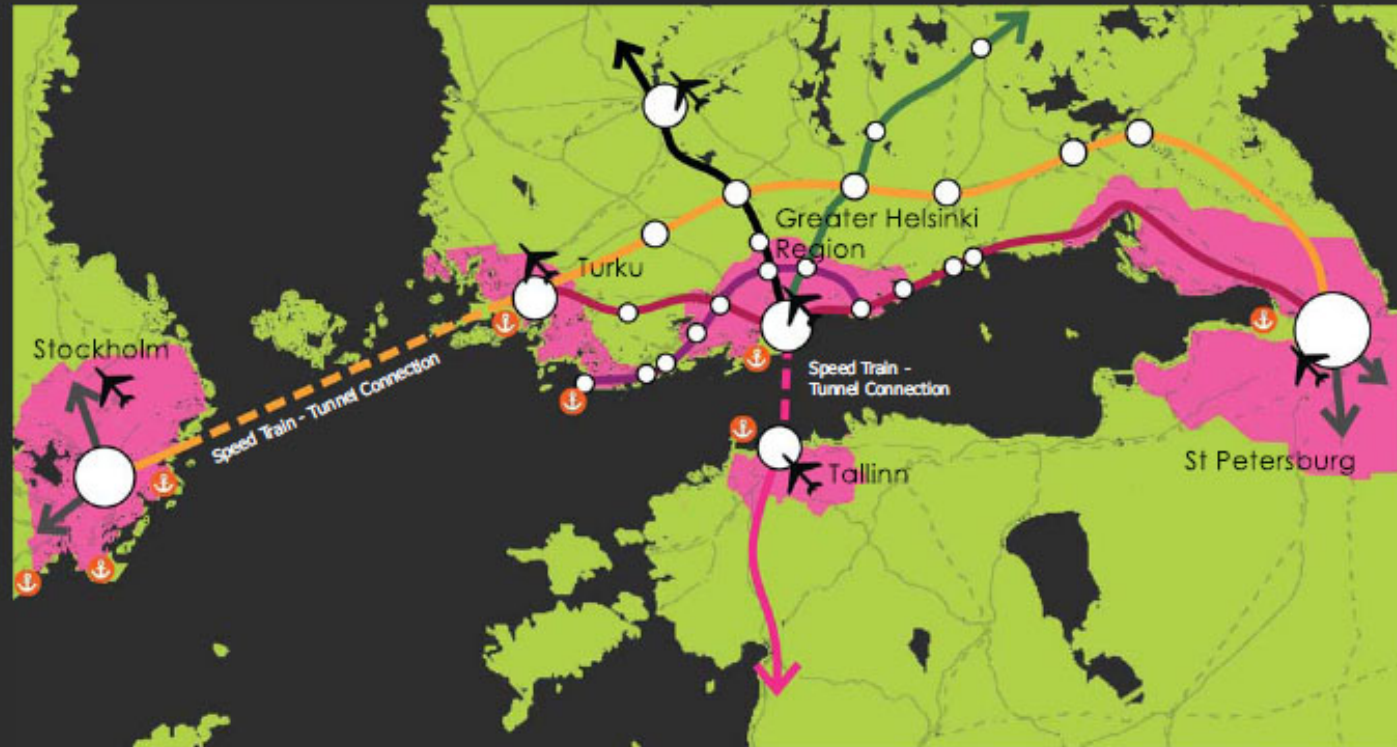 Greater Helsinki
Region
Turku
Stockholm
Speed Train - Tunnel Connection
Speed Train -
Tunnel Connection
Tallinn
St Petersburg